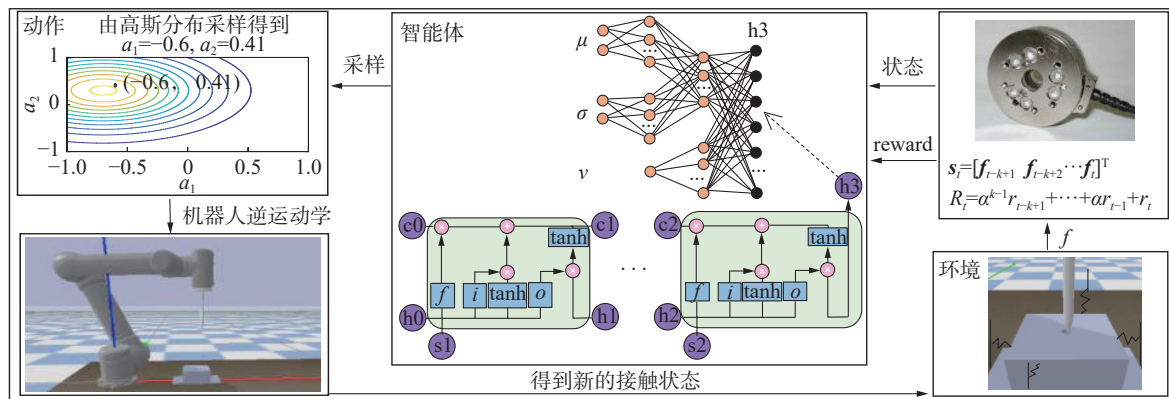 动作
由高斯分布采样得到
a₁=−0.6, a₂=0.41
1
0
−1
a₂
(−0.6, 0.41)
−1.0
−0.5
0
0.5
1.0
a₁
采样
机器人逆运动学
智能体
μ
σ
v
h3
...
...
...
...
...
...
h3
c0
×
+
c1
tanh
×
×
f
i
tanh
o
h0
h1
s1
...
c2
×
+
tanh
×
×
f
i
tanh
o
h2
s2
状态
reward
sₜ=[fₜ₋ₖ₊₁ fₜ₋ₖ₊₂⋯fₜ]ᵀ
Rₜ=αᵏ⁻¹rₜ₋ₖ₊₁+⋯+αrₜ₋₁+rₜ
f
环境
得到新的接触状态